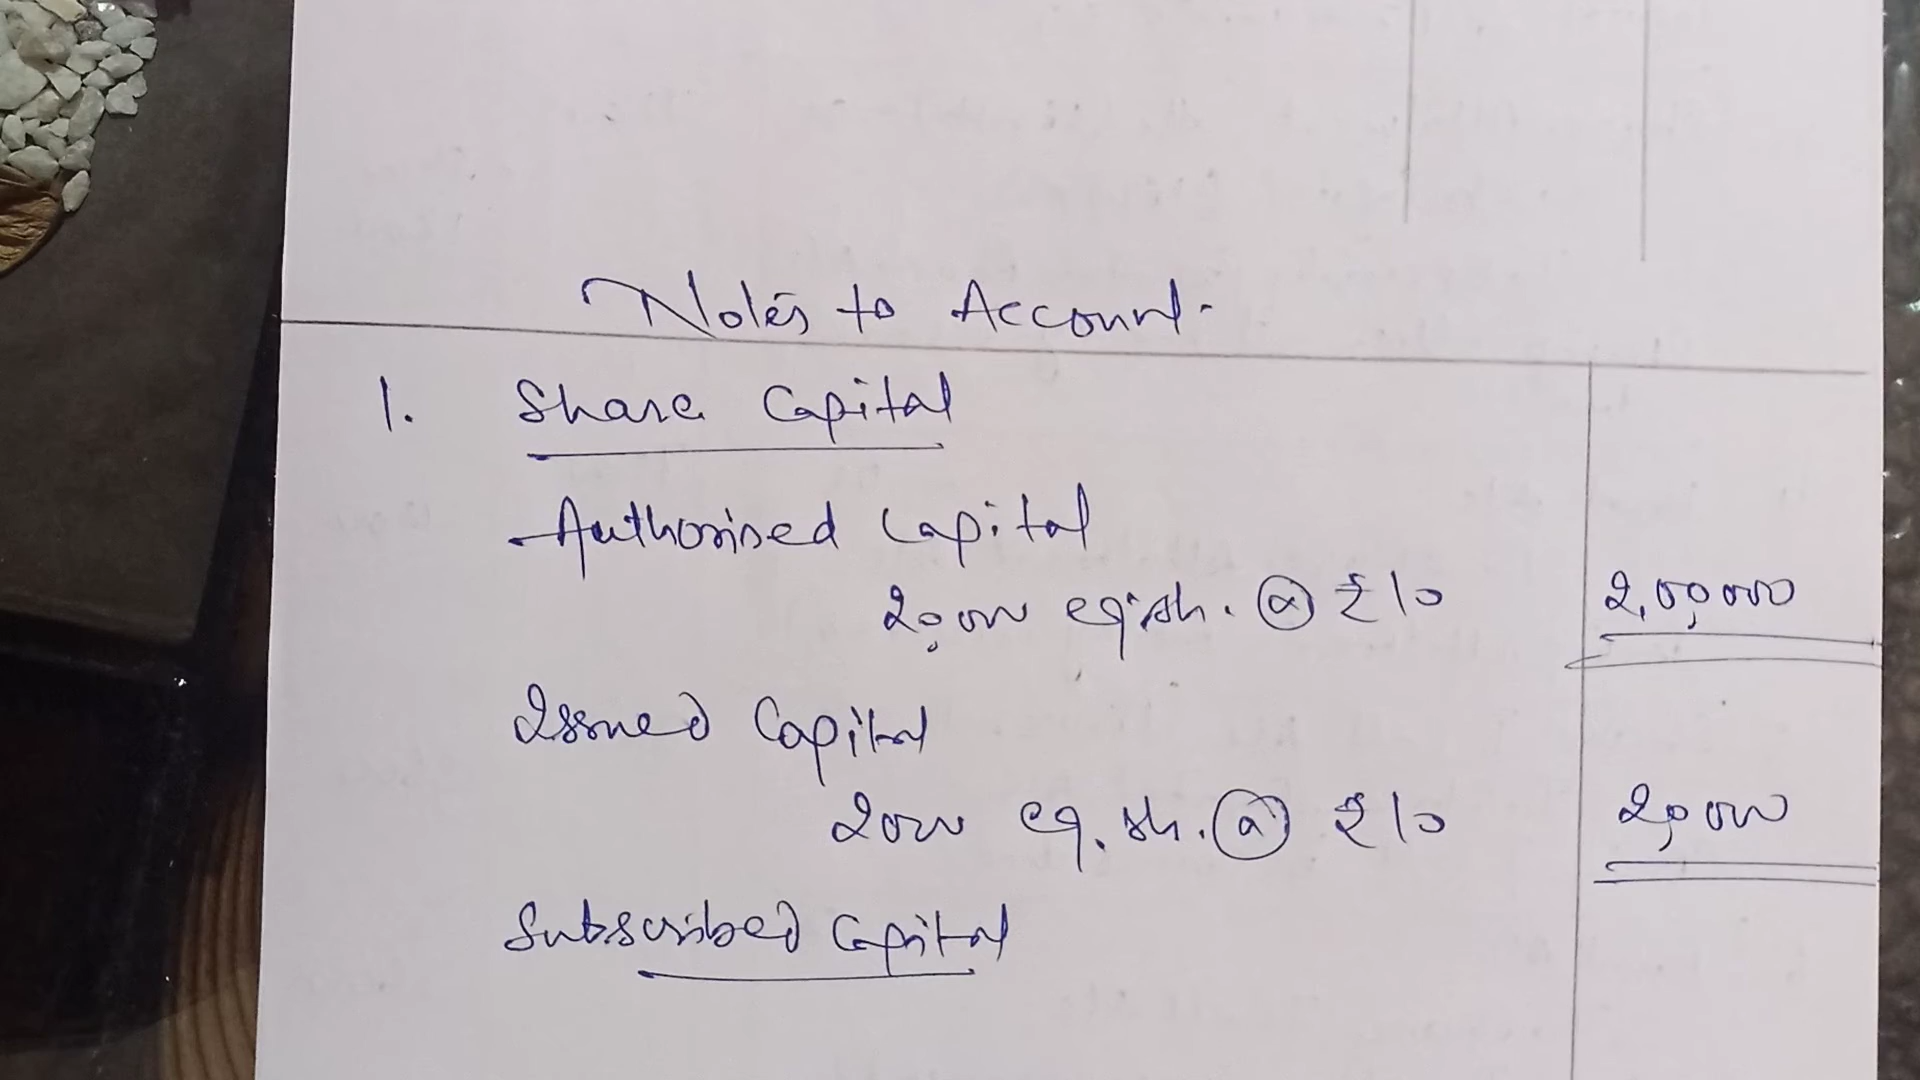 Notes to Account.
1. Share Capital
Authorised Capital
20,000 eq.sh. @ ₹10 2,00,000
Issued Capital
2000 eq.sh. @ ₹10 20,000
Subscribed Capital